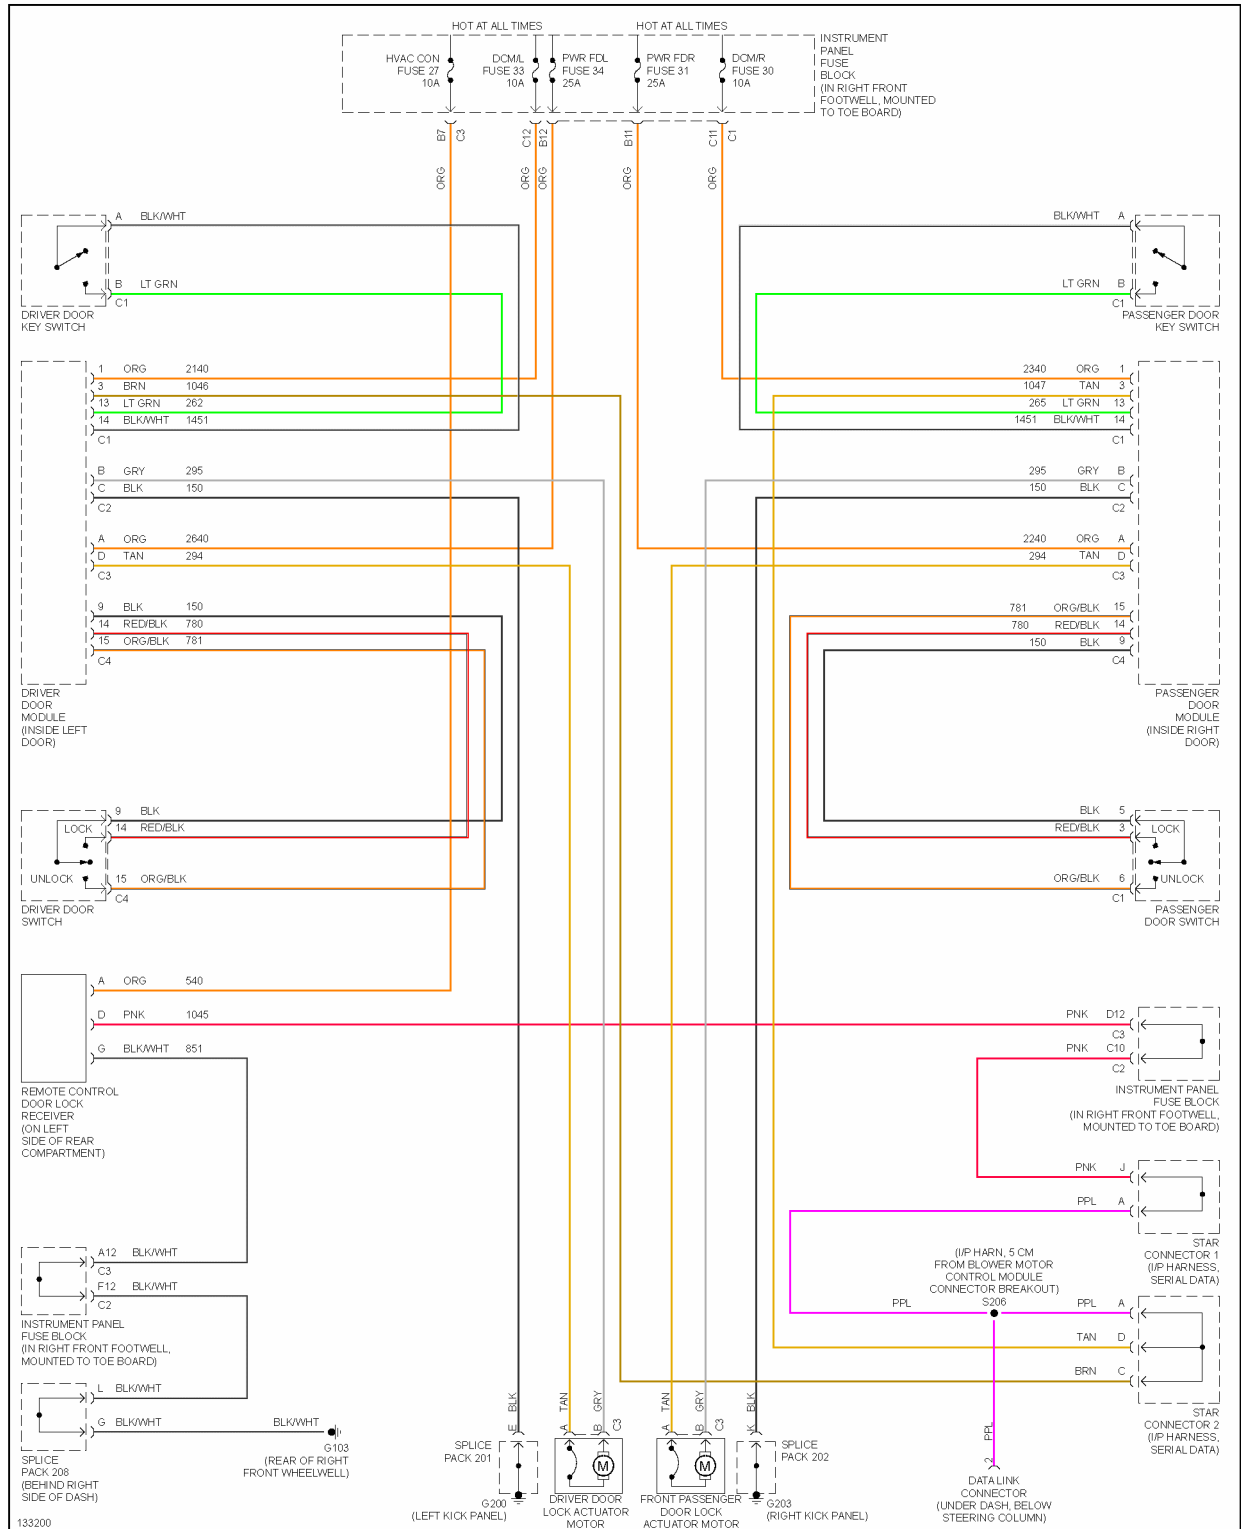 HOT AT ALL TIMES
HOT AT ALL TIMES
HVAC CON
FUSE 27
10A
DCM/L
FUSE 33
10A
PWR FDL
FUSE 34
25A
PWR FDR
FUSE 31
25A
DCM/R
FUSE 30
10A
INSTRUMENT
PANEL
FUSE
BLOCK
(IN RIGHT FRONT
FOOTWELL, MOUNTED
TO TOE BOARD)
B7
C3
C12
B12
B11
C11
C1
ORG
ORG
ORG
ORG
ORG
A BLK/WHT
B LT GRN
C1
DRIVER DOOR
KEY SWITCH
BLK/WHT A
LT GRN B
C1
PASSENGER DOOR
KEY SWITCH
1 ORG 2140
3 BRN 1046
13 LT GRN 262
14 BLK/WHT 1451
C1
B GRY 295
C BLK 150
C2
A ORG 2640
D TAN 294
C3
9 BLK 150
14 RED/BLK 780
15 ORG/BLK 781
C4
DRIVER
DOOR
MODULE
(INSIDE LEFT
DOOR)
2340 ORG 1
1047 TAN 3
265 LT GRN 13
1451 BLK/WHT 14
C1
295 GRY B
150 BLK C
C2
2240 ORG A
294 TAN D
C3
781 ORG/BLK 15
780 RED/BLK 14
150 BLK 9
C4
PASSENGER
DOOR
MODULE
(INSIDE RIGHT
DOOR)
9 BLK
LOCK 14 RED/BLK
UNLOCK 15 ORG/BLK
C4
DRIVER DOOR
SWITCH
BLK 5
RED/BLK 3 LOCK
ORG/BLK 6 UNLOCK
C1
PASSENGER
DOOR SWITCH
A ORG 540
D PNK 1045
G BLK/WHT 851
REMOTE CONTROL
DOOR LOCK
RECEIVER
(ON LEFT
SIDE OF REAR
COMPARTMENT)
PNK D12
C3
PNK C10
C2
INSTRUMENT PANEL
FUSE BLOCK
(IN RIGHT FRONT FOOTWELL,
MOUNTED TO TOE BOARD)
PNK J
PPL A
STAR
CONNECTOR 1
(I/P HARNESS,
SERIAL DATA)
A12 BLK/WHT
C3
F12 BLK/WHT
C2
INSTRUMENT PANEL
FUSE BLOCK
(IN RIGHT FRONT FOOTWELL,
MOUNTED TO TOE BOARD)
(I/P HARN, 5 CM
FROM BLOWER MOTOR
CONTROL MODULE
CONNECTOR BREAKOUT)
S206
PPL
PPL A
TAN D
BRN C
STAR
CONNECTOR 2
(I/P HARNESS,
SERIAL DATA)
L BLK/WHT
G BLK/WHT
BLK/WHT
G103
(REAR OF RIGHT
FRONT WHEELWELL)
SPLICE
PACK 208
(BEHIND RIGHT
SIDE OF DASH)
E BLK
SPLICE
PACK 201
G200
(LEFT KICK PANEL)
A TAN
B GRY
C3
M
DRIVER DOOR
LOCK ACTUATOR
MOTOR
A TAN
B GRY
C3
M
FRONT PASSENGER
DOOR LOCK
ACTUATOR MOTOR
K BLK
SPLICE
PACK 202
G203
(RIGHT KICK PANEL)
2 PPL
DATA LINK
CONNECTOR
(UNDER DASH, BELOW
STEERING COLUMN)
133200